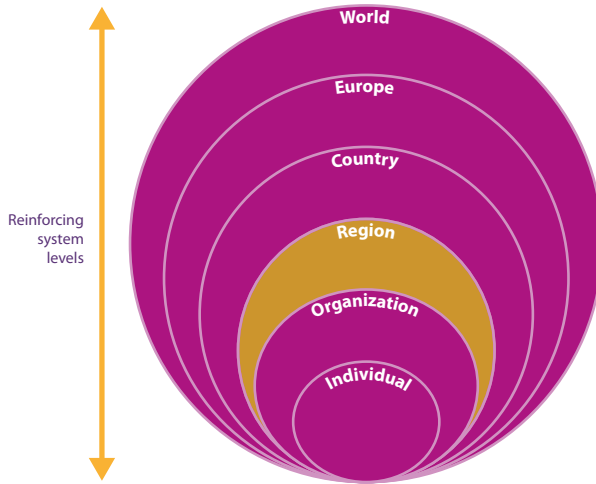 World
Europe
Country
Reinforcing
system
levels
Region
Organization
Individual